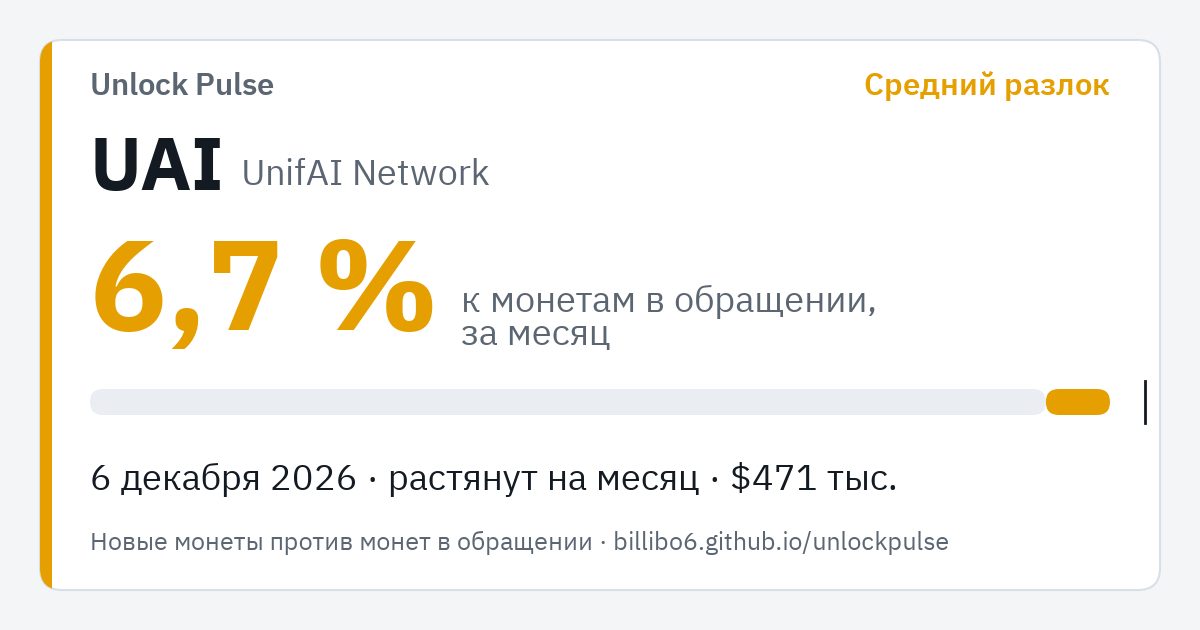 Unlock Pulse
Средний разлок
UAI UnifAI Network
6,7 % к монетам в обращении,
за месяц
6 декабря 2026 · растянут на месяц · $471 тыс.
Новые монеты против монет в обращении · billibo6.github.io/unlockpulse